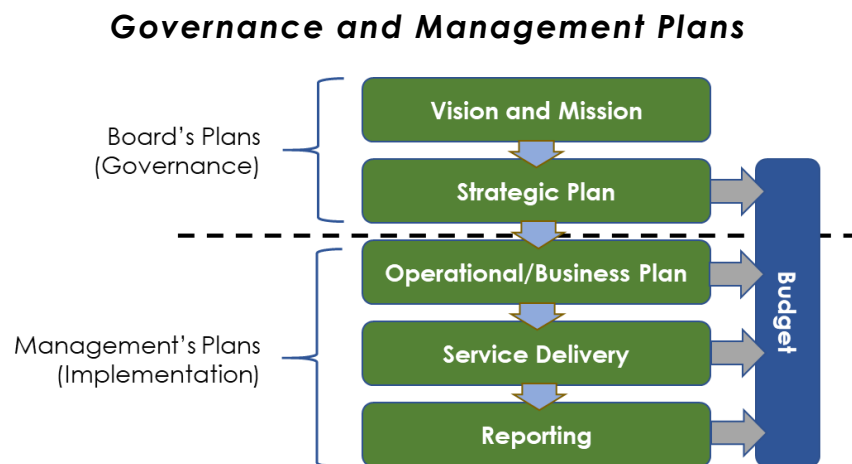 Governance and Management Plans
Board's Plans
(Governance)
Vision and Mission
Strategic Plan
Management's Plans
(Implementation)
Operational/Business Plan
Service Delivery
Reporting
Budget